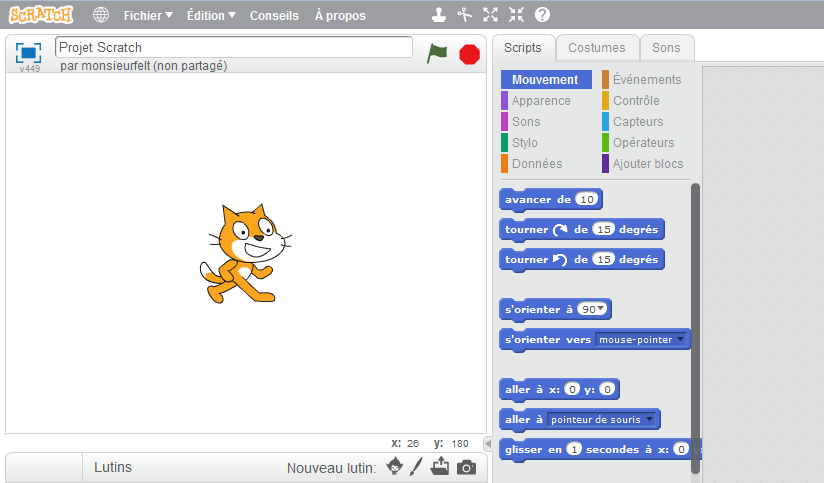 SCRATCH Fichier Édition Conseils À propos
Projet Scratch
par monsieurfelt (non partagé)
v449
Scripts Costumes Sons
Mouvement Événements
Apparence Contrôle
Sons Capteurs
Stylo Opérateurs
Données Ajouter blocs
avancer de 10
tourner de 15 degrés
tourner de 15 degrés
s'orienter à 90
s'orienter vers mouse-pointer
aller à x: 0 y: 0
aller à pointeur de souris
glisser en 1 secondes à x: 0
x: 26 y: 180
Lutins Nouveau lutin: